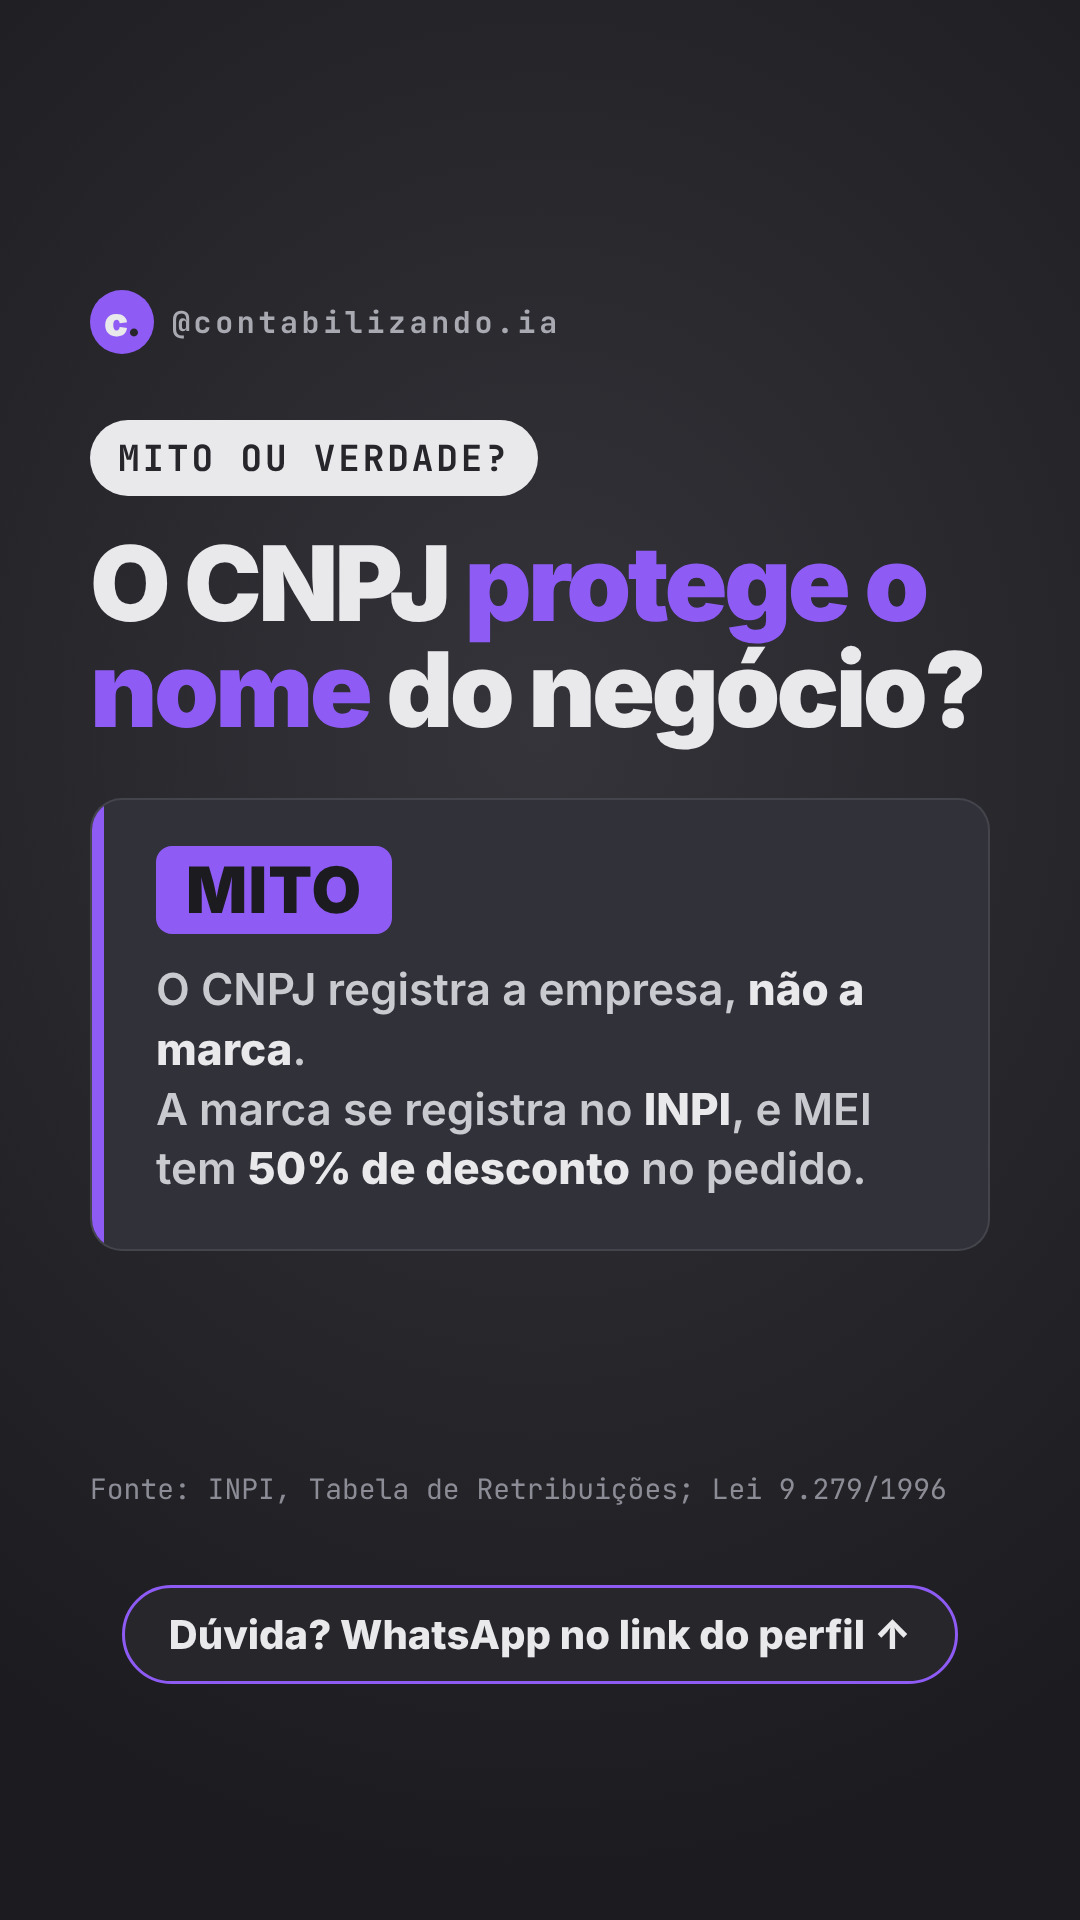 c. @contabilizando.ia
MITO OU VERDADE?
O CNPJ protege o
nome do negócio?
MITO
O CNPJ registra a empresa, não a
marca.
A marca se registra no INPI, e MEI
tem 50% de desconto no pedido.
Fonte: INPI, Tabela de Retribuições; Lei 9.279/1996
Dúvida? WhatsApp no link do perfil ↑